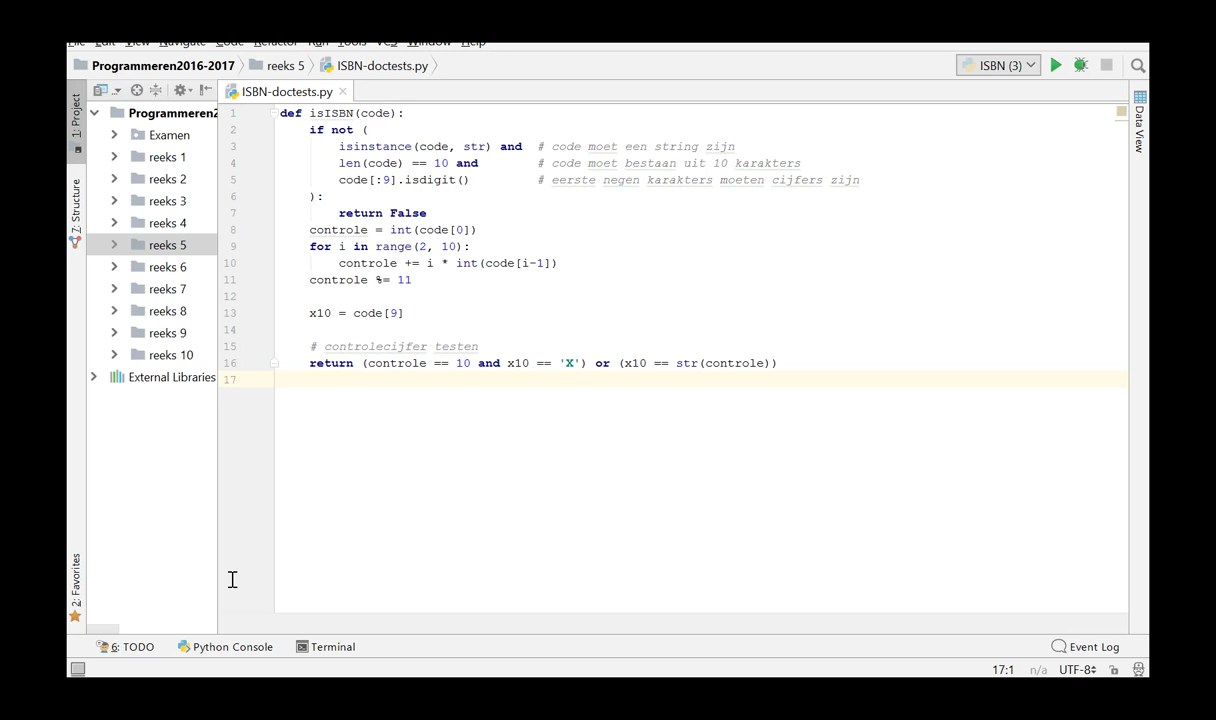 File Edit View Navigate Code Refactor Run Tools VCS Window Help
Programmeren2016-2017 reeks 5 ISBN-doctests.py ISBN (3)
ISBN-doctests.py
1: Project
7: Structure
2: Favorites
Programmeren2
Examen
reeks 1
reeks 2
reeks 3
reeks 4
reeks 5
reeks 6
reeks 7
reeks 8
reeks 9
reeks 10
External Libraries
1 def isISBN(code):
2 if not (
3 isinstance(code, str) and # code moet een string zijn
4 len(code) == 10 and # code moet bestaan uit 10 karakters
5 code[:9].isdigit() # eerste negen karakters moeten cijfers zijn
6 ):
7 return False
8 controle = int(code[0])
9 for i in range(2, 10):
10 controle += i * int(code[i-1])
11 controle %= 11
12
13 x10 = code[9]
14
15 # controlecijfer testen
16 return (controle == 10 and x10 == 'X') or (x10 == str(controle))
17
Data View
6: TODO Python Console Terminal Event Log
17:1 n/a UTF-8